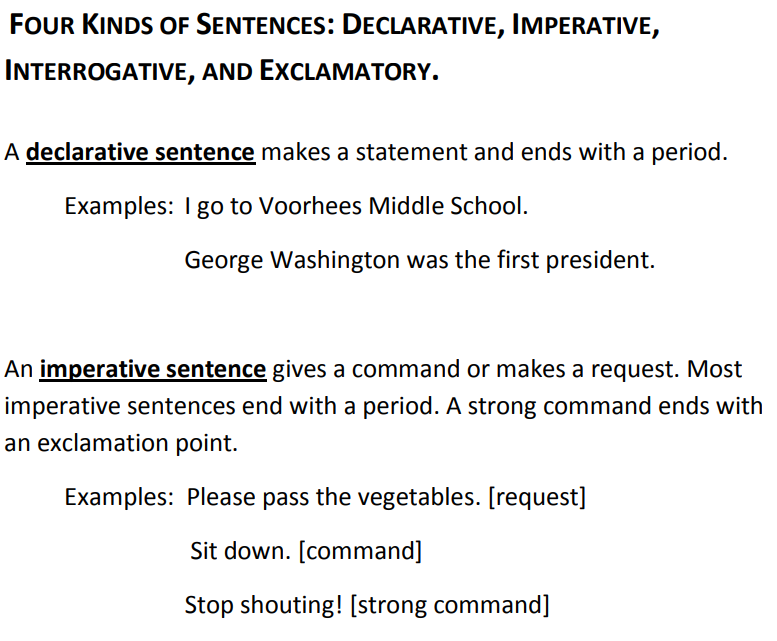 FOUR KINDS OF SENTENCES: DECLARATIVE, IMPERATIVE,
INTERROGATIVE, AND EXCLAMATORY.
A declarative sentence makes a statement and ends with a period.
Examples: I go to Voorhees Middle School.
George Washington was the first president.
An imperative sentence gives a command or makes a request. Most
imperative sentences end with a period. A strong command ends with
an exclamation point.
Examples: Please pass the vegetables. [request]
Sit down. [command]
Stop shouting! [strong command]